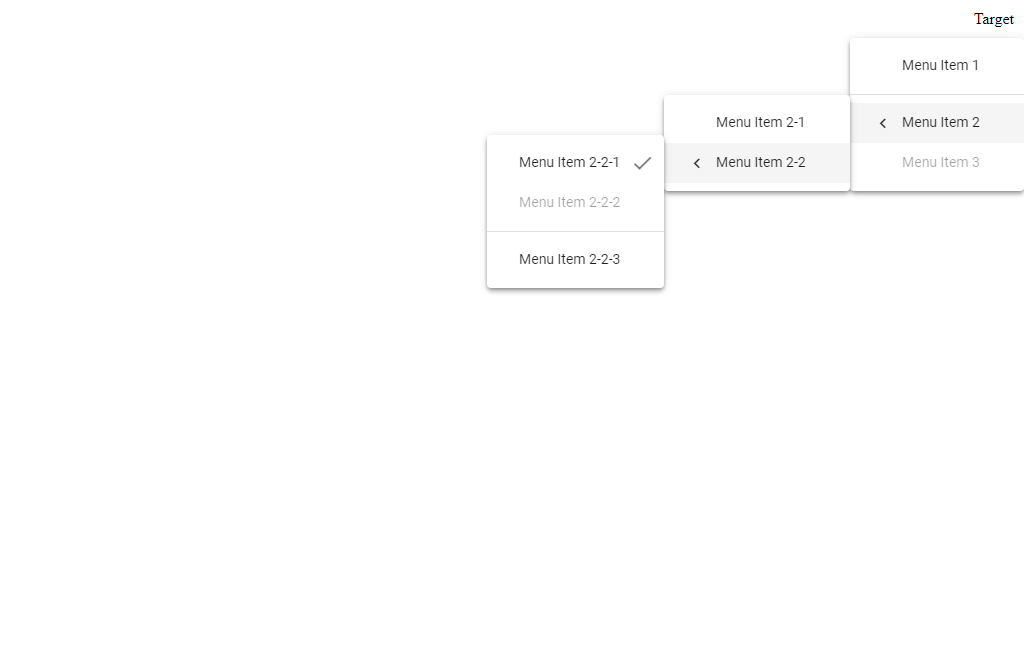 Target
Menu Item 1
Menu Item 2
Menu Item 3
Menu Item 2-1
Menu Item 2-2
Menu Item 2-2-1
Menu Item 2-2-2
Menu Item 2-2-3